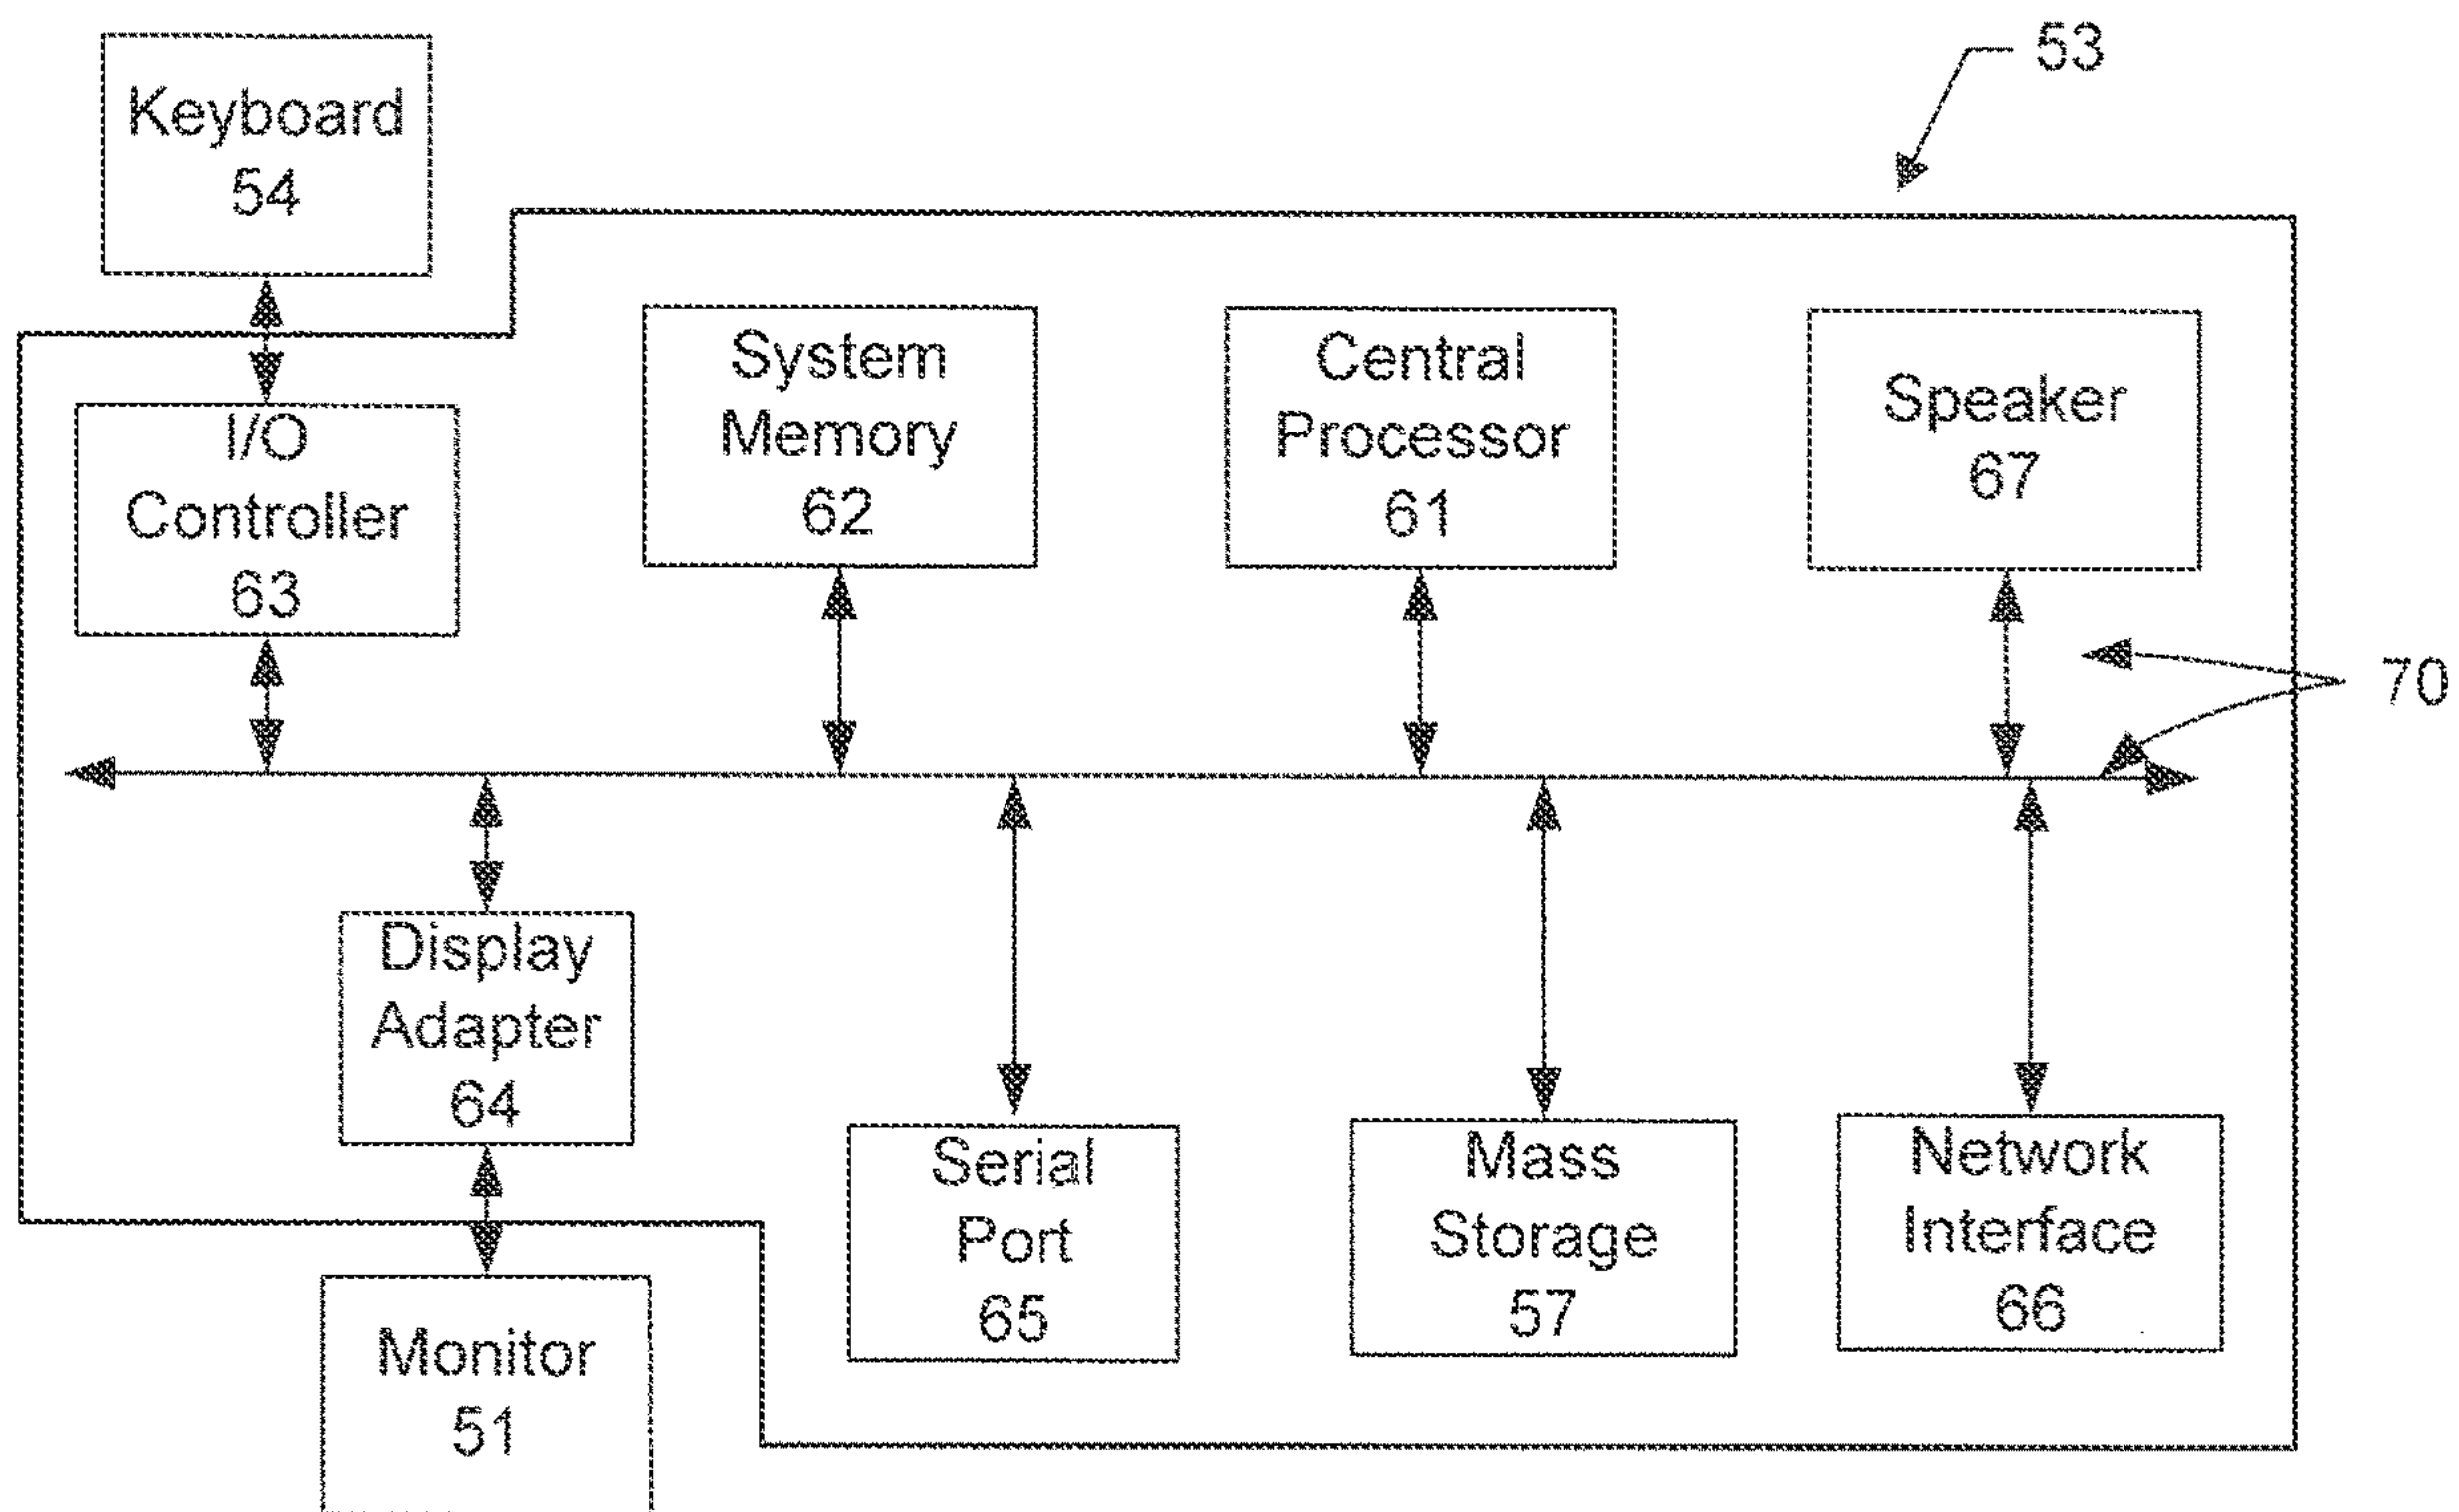 53
Keyboard
54
System
Memory
62
Central
Processor
61
Speaker
67
I/O
Controller
63
70
Display
Adapter
64
Serial
Port
65
Mass
Storage
57
Network
Interface
66
Monitor
51